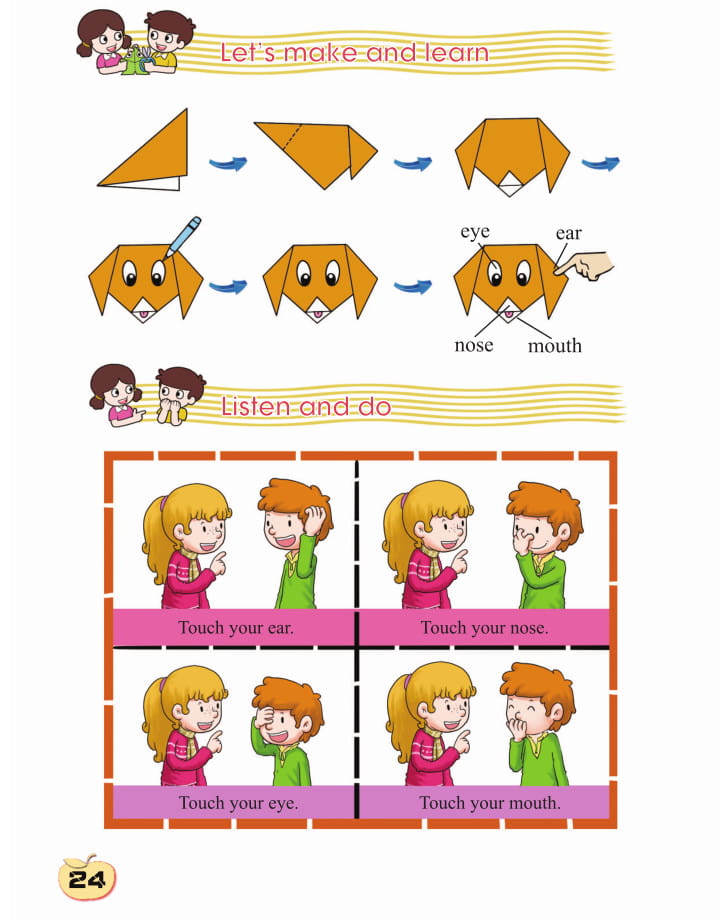 Let's make and learn
eye
ear
nose
mouth
Listen and do
Touch your ear.
Touch your nose.
Touch your eye.
Touch your mouth.
24